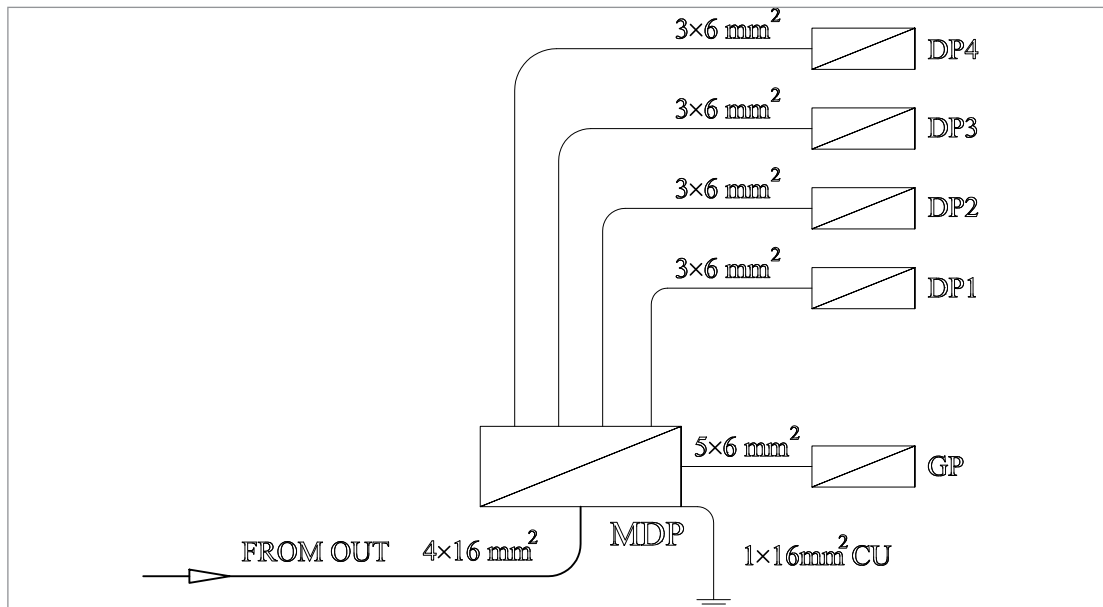 3×6 mm²
DP4
3×6 mm²
DP3
3×6 mm²
DP2
3×6 mm²
DP1
5×6 mm²
GP
MDP
FROM OUT 4×16 mm²
1×16mm² CU